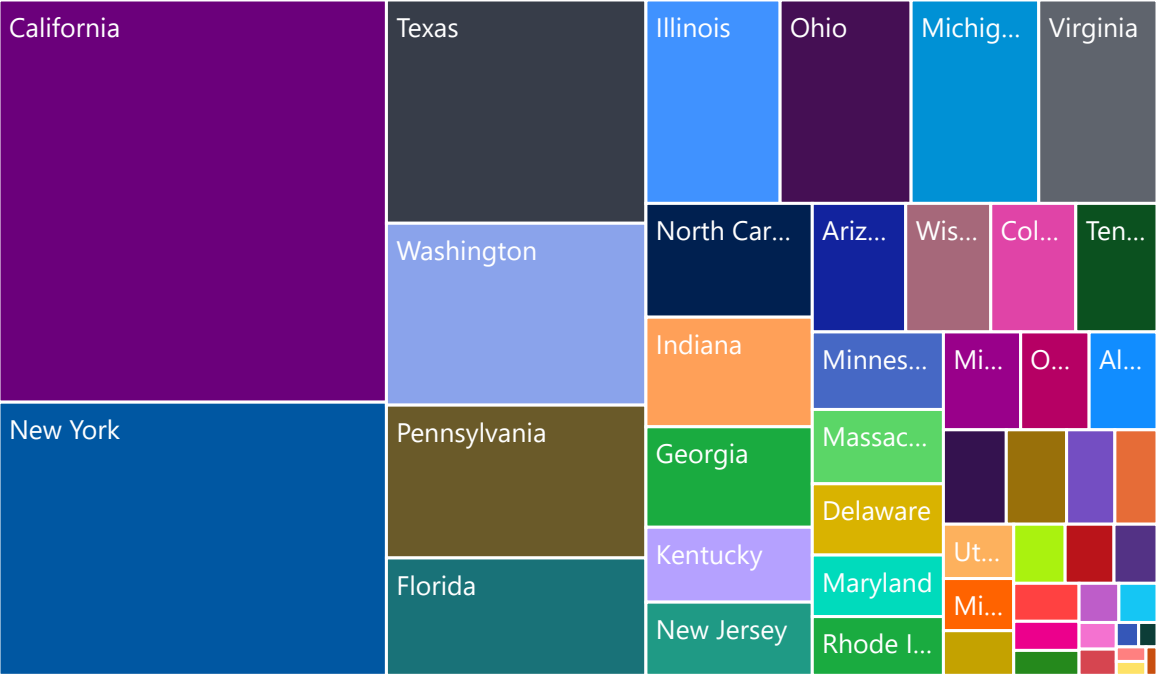 California
Texas
Illinois
Ohio
Michig...
Virginia
Washington
North Car...
Ariz...
Wis...
Col...
Ten...
Indiana
Minnes...
Mi...
O...
Al...
New York
Pennsylvania
Massac...
Georgia
Delaware
Kentucky
Ut...
Florida
Maryland
Mi...
New Jersey
Rhode I...